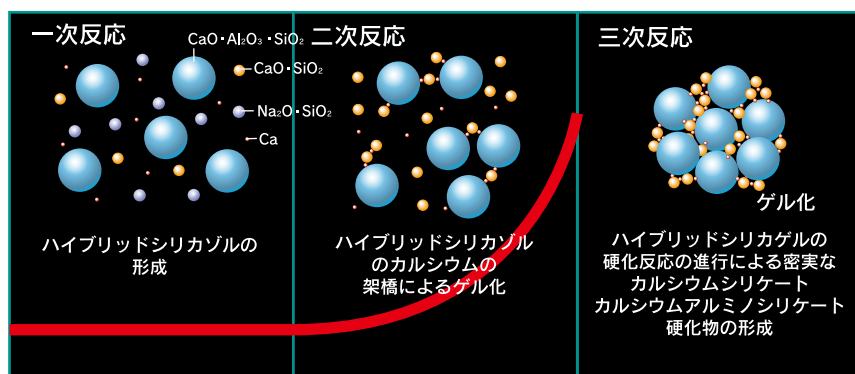 一次反応
CaO・Al₂O₃・SiO₂
CaO・SiO₂
Na₂O・SiO₂
Ca
ハイブリッドシリカゾルの
形成
二次反応
ハイブリッドシリカゾル
のカルシウムの
架橋によるゲル化
三次反応
ゲル化
ハイブリッドシリカゲルの
硬化反応の進行による密実な
カルシウムシリケート
カルシウムアルミノシリケート
硬化物の形成